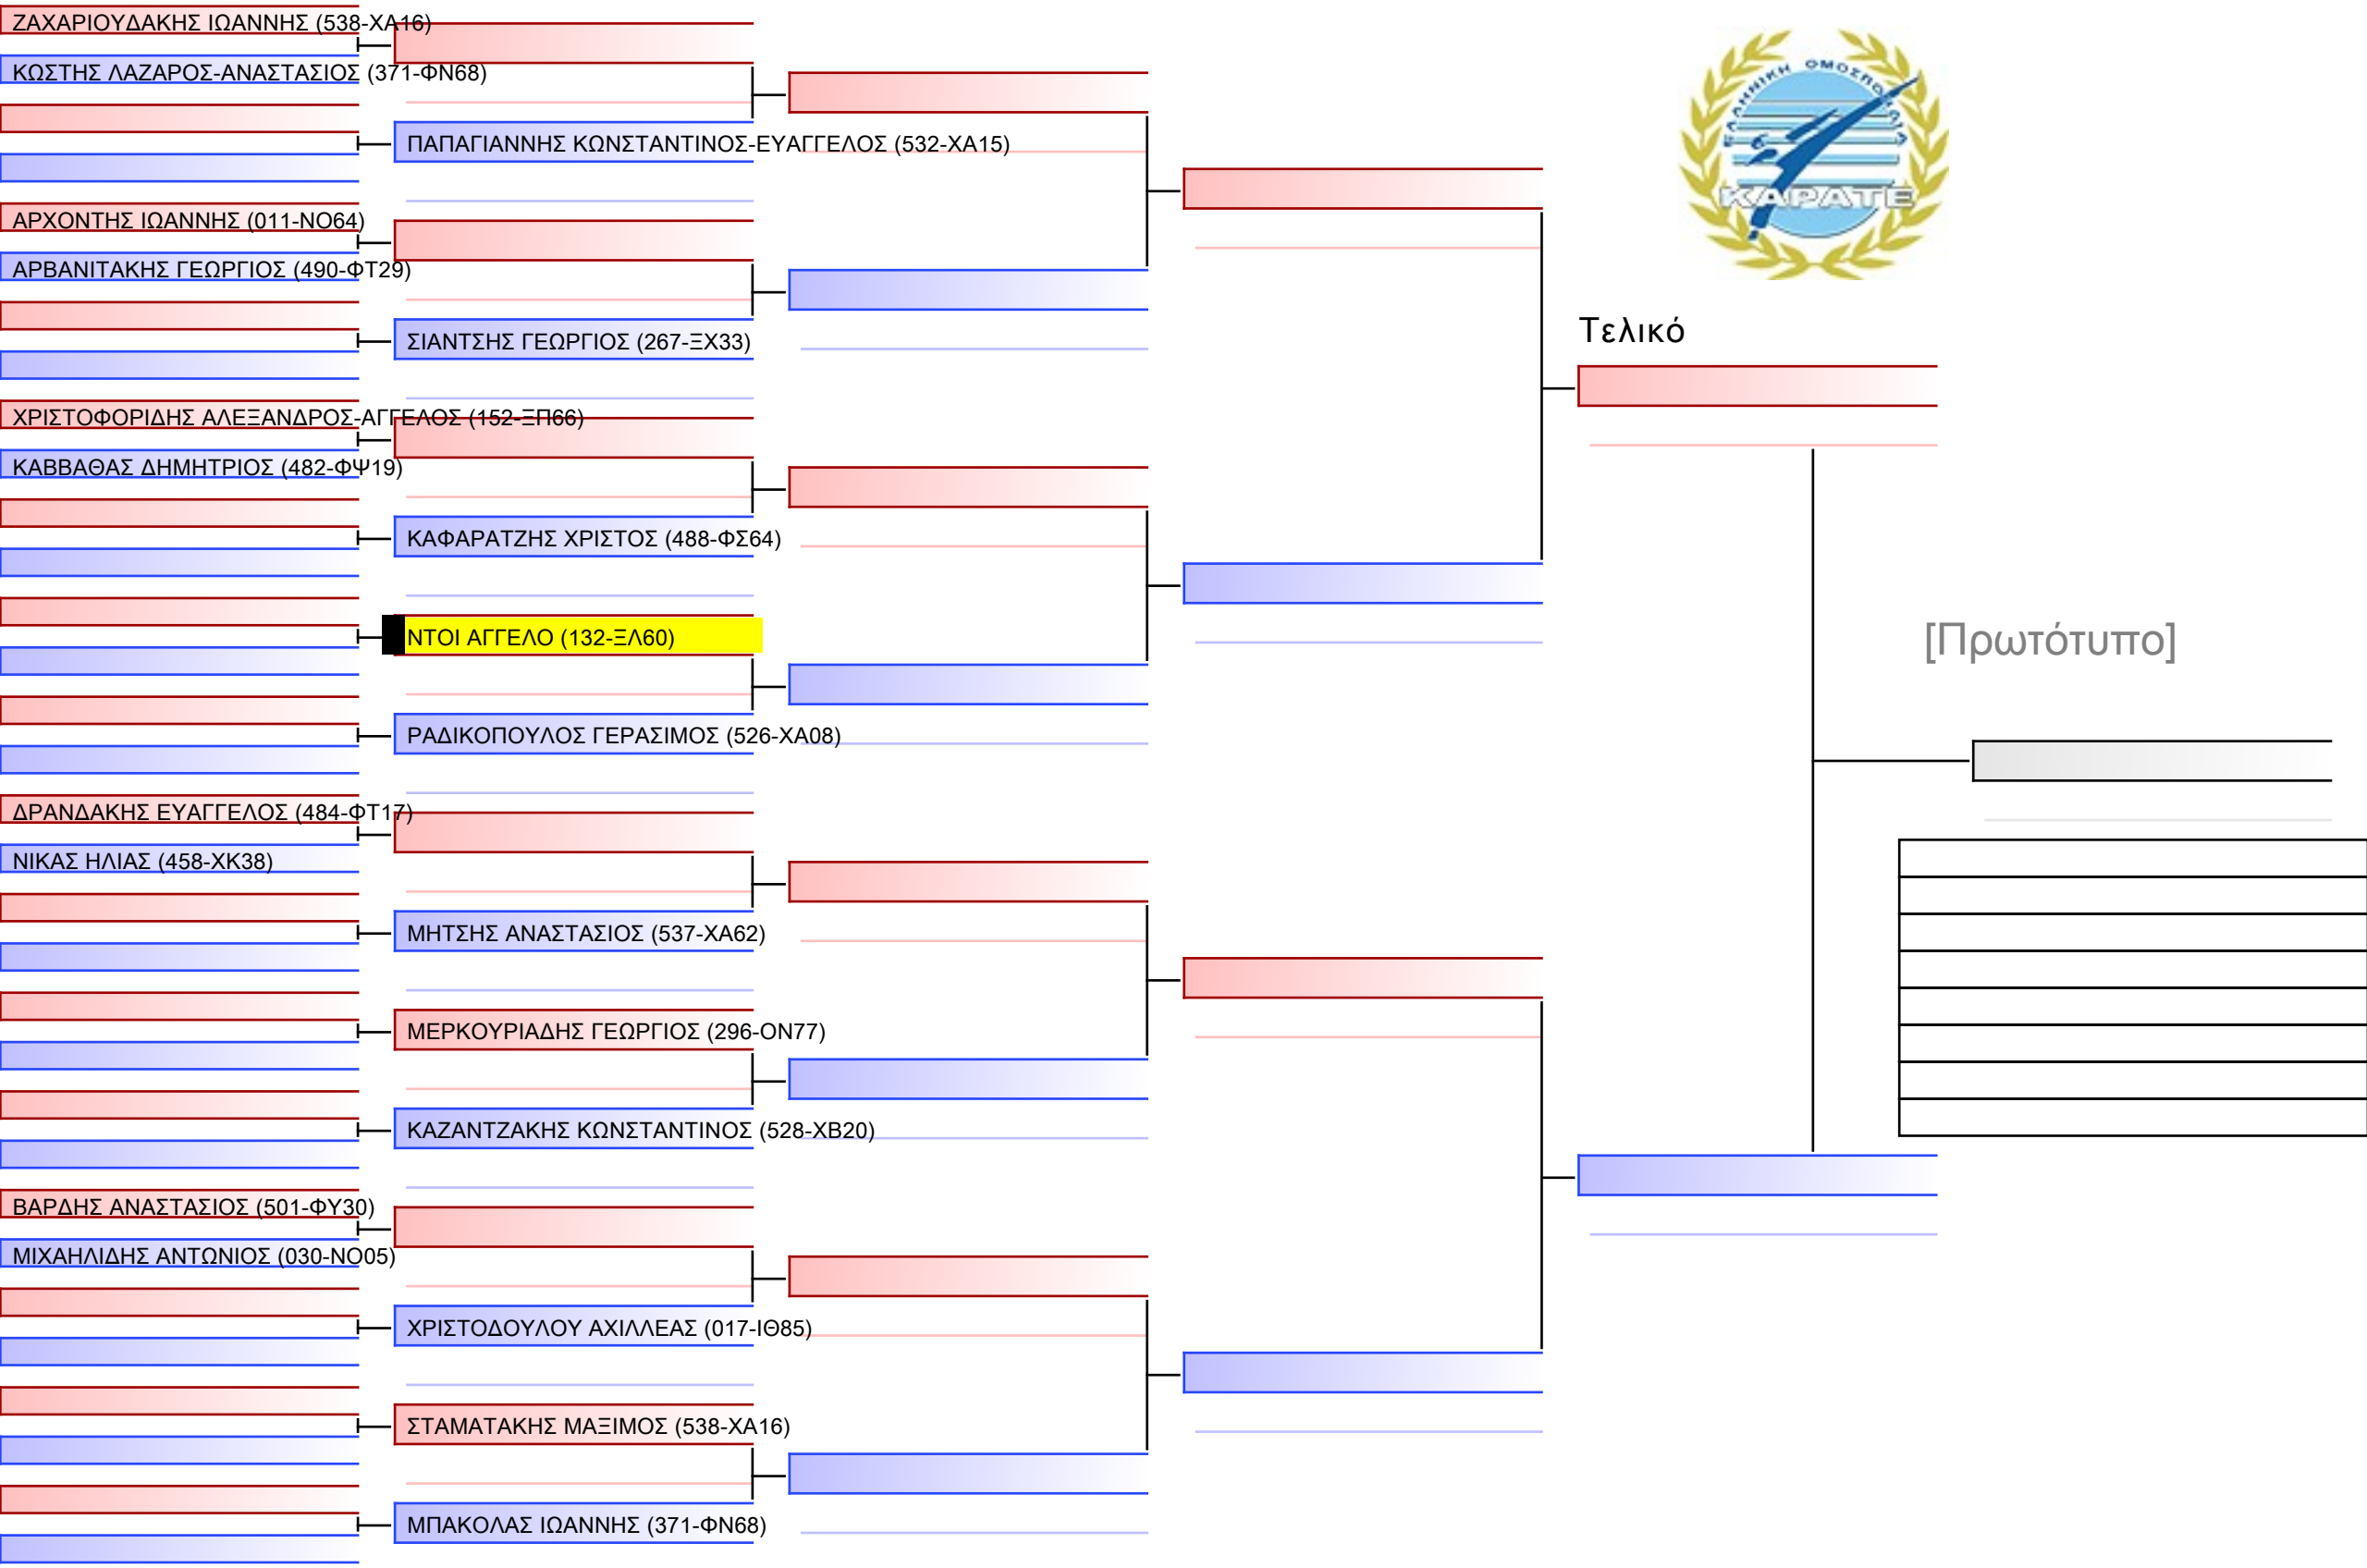 ΖΑΧΑΡΙΟΥΔΑΚΗΣ ΙΩΑΝΝΗΣ (538-ΧΑ16)
ΚΩΣΤΗΣ ΛΑΖΑΡΟΣ-ΑΝΑΣΤΑΣΙΟΣ (371-ΦΝ68)
ΑΡΧΟΝΤΗΣ ΙΩΑΝΝΗΣ (011-ΝΟ64)
ΑΡΒΑΝΙΤΑΚΗΣ ΓΕΩΡΓΙΟΣ (490-ΦΤ29)
ΧΡΙΣΤΟΦΟΡΙΔΗΣ ΑΛΕΞΑΝΔΡΟΣ-ΑΓΓΕΛΟΣ (152-ΞΠ66)
ΚΑΒΒΑΘΑΣ ΔΗΜΗΤΡΙΟΣ (482-ΦΨ19)
ΔΡΑΝΔΑΚΗΣ ΕΥΑΓΓΕΛΟΣ (484-ΦΤ17)
ΝΙΚΑΣ ΗΛΙΑΣ (458-ΧΚ38)
ΒΑΡΔΗΣ ΑΝΑΣΤΑΣΙΟΣ (501-ΦΥ30)
ΜΙΧΑΗΛΙΔΗΣ ΑΝΤΩΝΙΟΣ (030-ΝΟ05)
ΠΑΠΑΓΙΑΝΝΗΣ ΚΩΝΣΤΑΝΤΙΝΟΣ-ΕΥΑΓΓΕΛΟΣ (532-ΧΑ15)
ΣΙΑΝΤΣΗΣ ΓΕΩΡΓΙΟΣ (267-ΞΧ33)
ΚΑΦΑΡΑΤΖΗΣ ΧΡΙΣΤΟΣ (488-ΦΣ64)
ΝΤΟΙ ΑΓΓΕΛΟ (132-ΞΛ60)
ΡΑΔΙΚΟΠΟΥΛΟΣ ΓΕΡΑΣΙΜΟΣ (526-ΧΑ08)
ΜΗΤΣΗΣ ΑΝΑΣΤΑΣΙΟΣ (537-ΧΑ62)
ΜΕΡΚΟΥΡΙΑΔΗΣ ΓΕΩΡΓΙΟΣ (296-ΟΝ77)
ΚΑΖΑΝΤΖΑΚΗΣ ΚΩΝΣΤΑΝΤΙΝΟΣ (528-ΧΒ20)
ΧΡΙΣΤΟΔΟΥΛΟΥ ΑΧΙΛΛΕΑΣ (017-ΙΘ85)
ΣΤΑΜΑΤΑΚΗΣ ΜΑΞΙΜΟΣ (538-ΧΑ16)
ΜΠΑΚΟΛΑΣ ΙΩΑΝΝΗΣ (371-ΦΝ68)
ΕΛΛΗΝΙΚΗ ΟΜΟΣΠΟΝΔΙΑ
ΚΑΡΑΤΕ
Τελικό
[Πρωτότυπο]